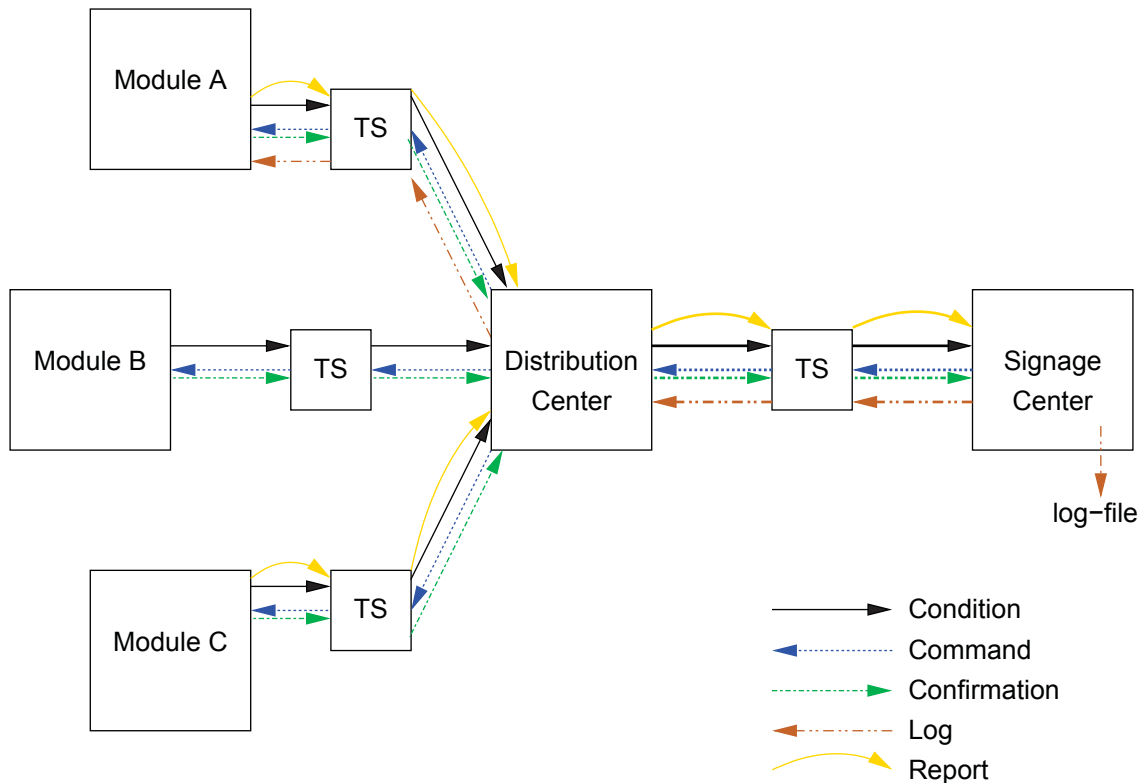 Module A
TS
Module B
TS
Distribution
Center
TS
Signage
Center
log−file
Module C
TS
Condition
Command
Confirmation
Log
Report